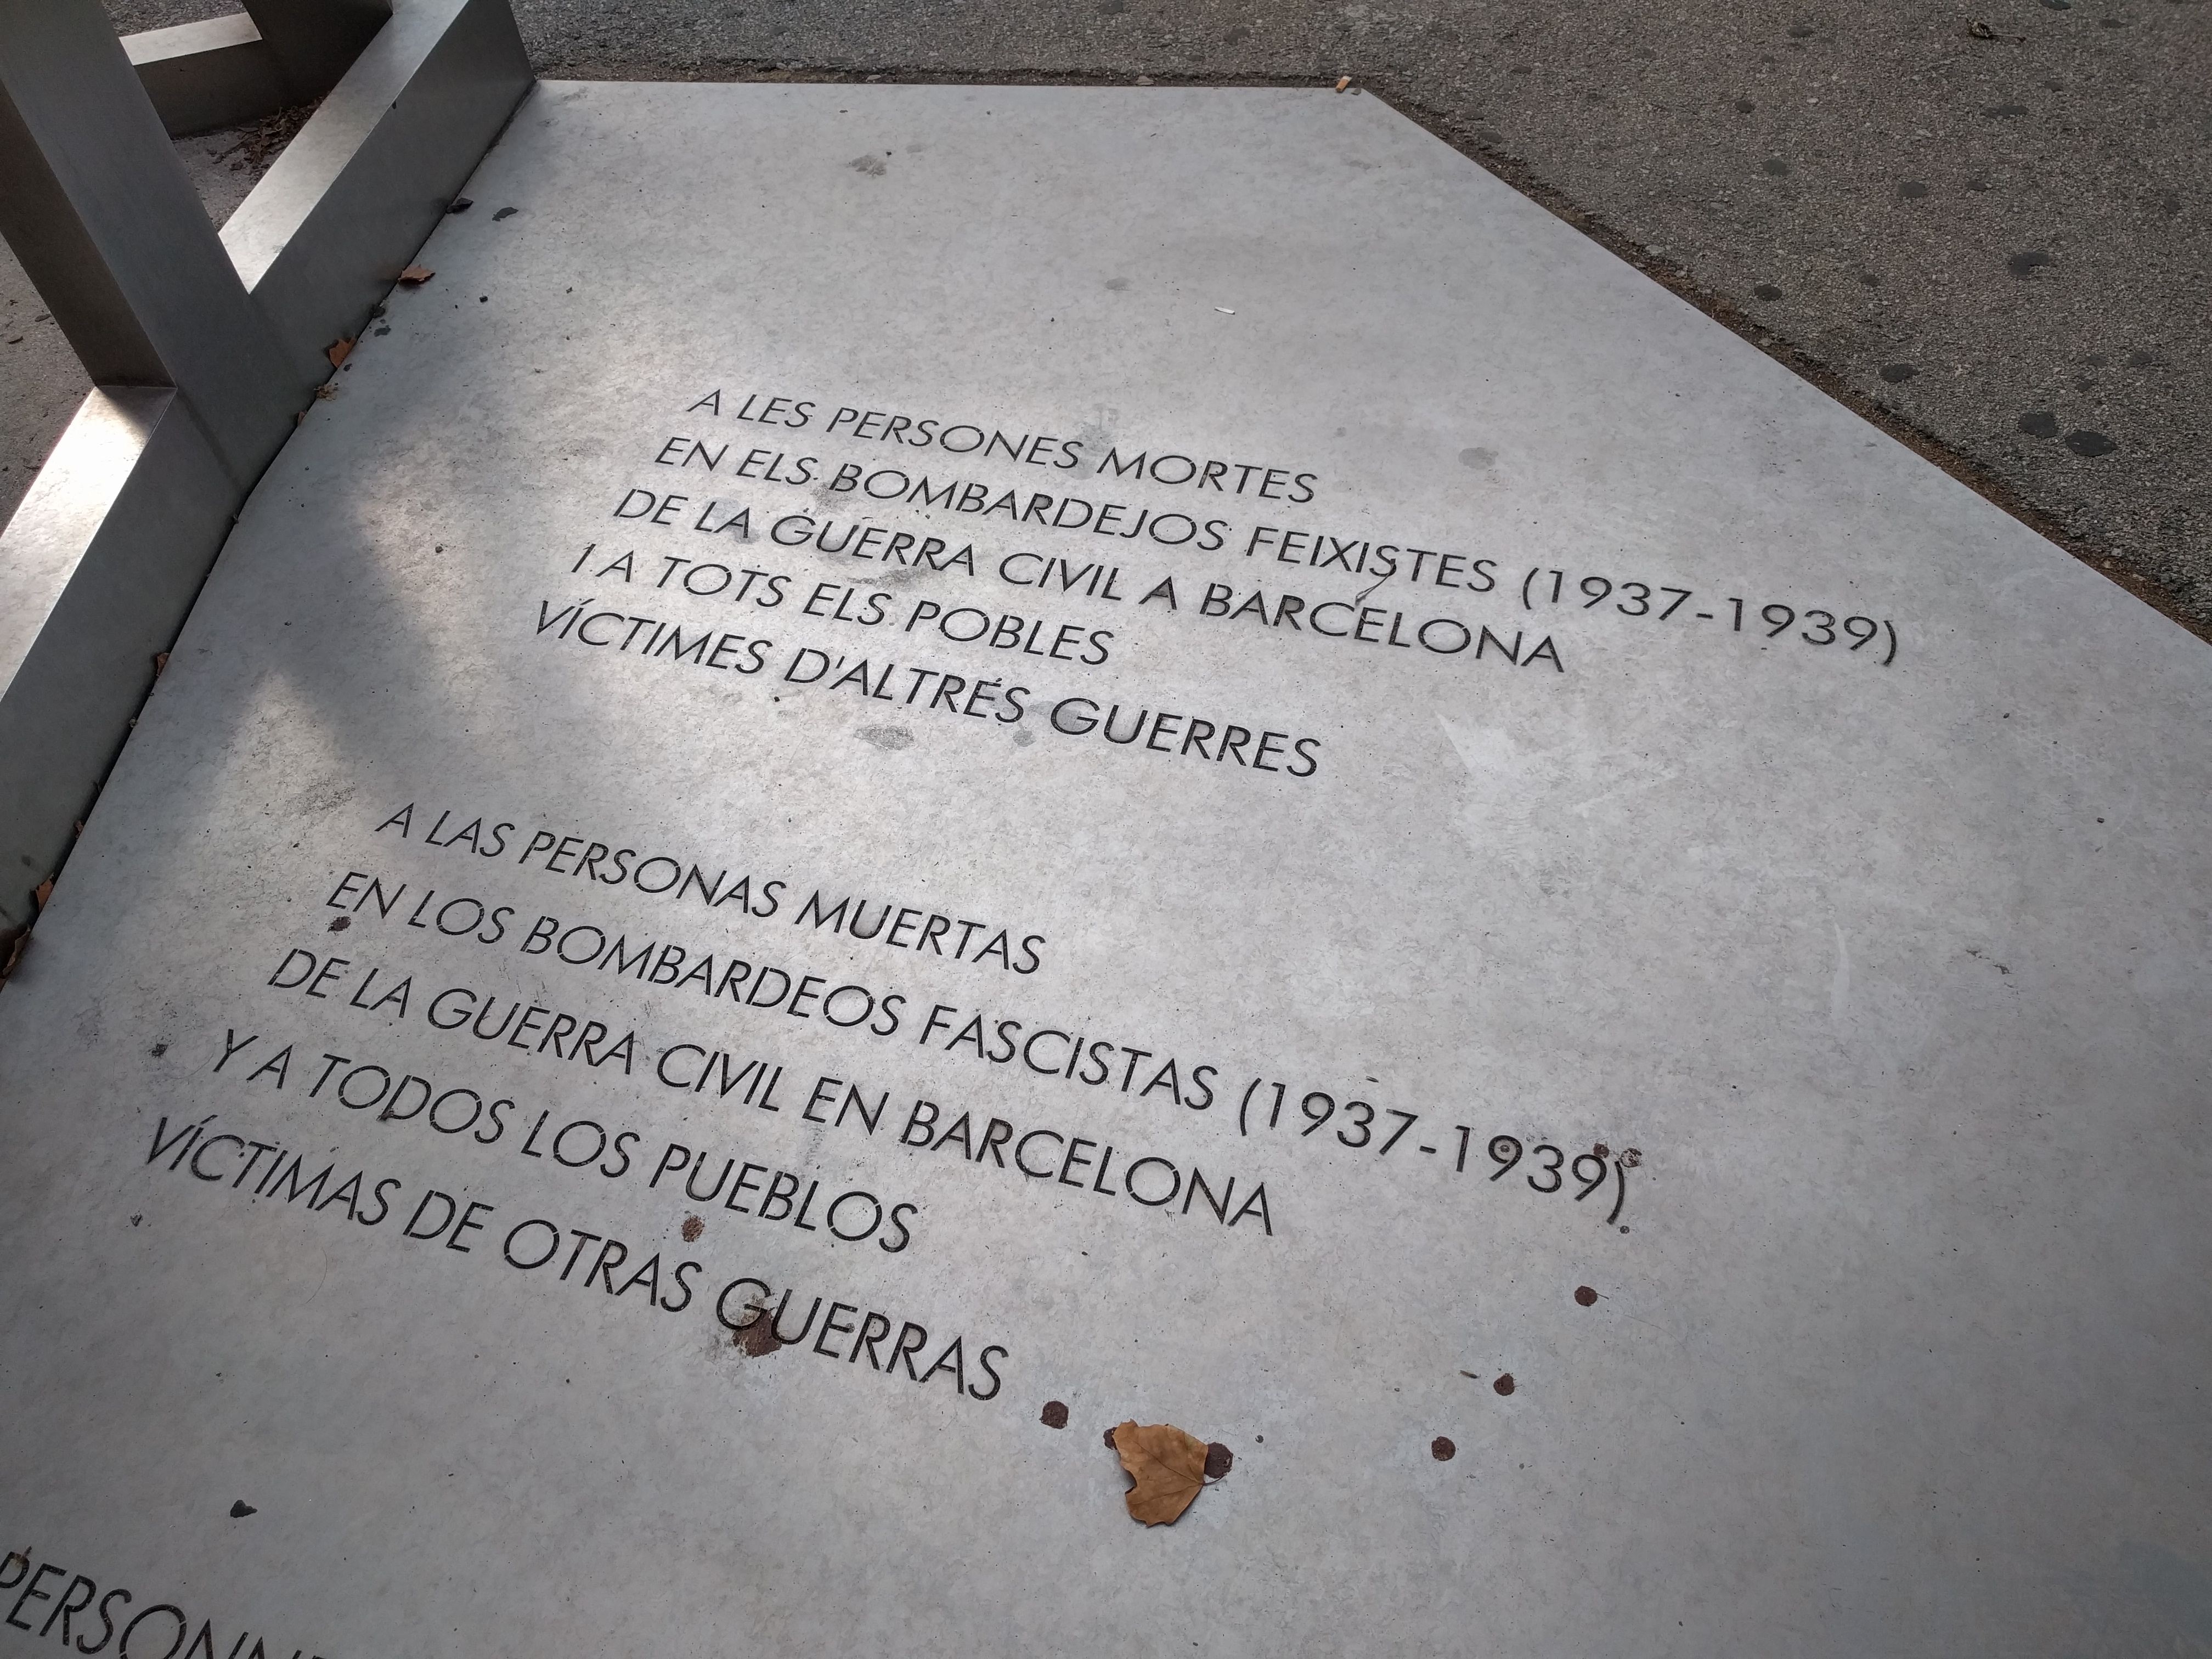 A LES PERSONES MORTES
EN ELS BOMBARDEJOS FEIXISTES (1937-1939)
DE LA GUERRA CIVIL A BARCELONA
I A TOTS ELS POBLES
VÍCTIMES D'ALTRES GUERRES
A LAS PERSONAS MUERTAS
EN LOS BOMBARDEOS FASCISTAS (1937-1939)
DE LA GUERRA CIVIL EN BARCELONA
Y A TODOS LOS PUEBLOS
VÍCTIMAS DE OTRAS GUERRAS